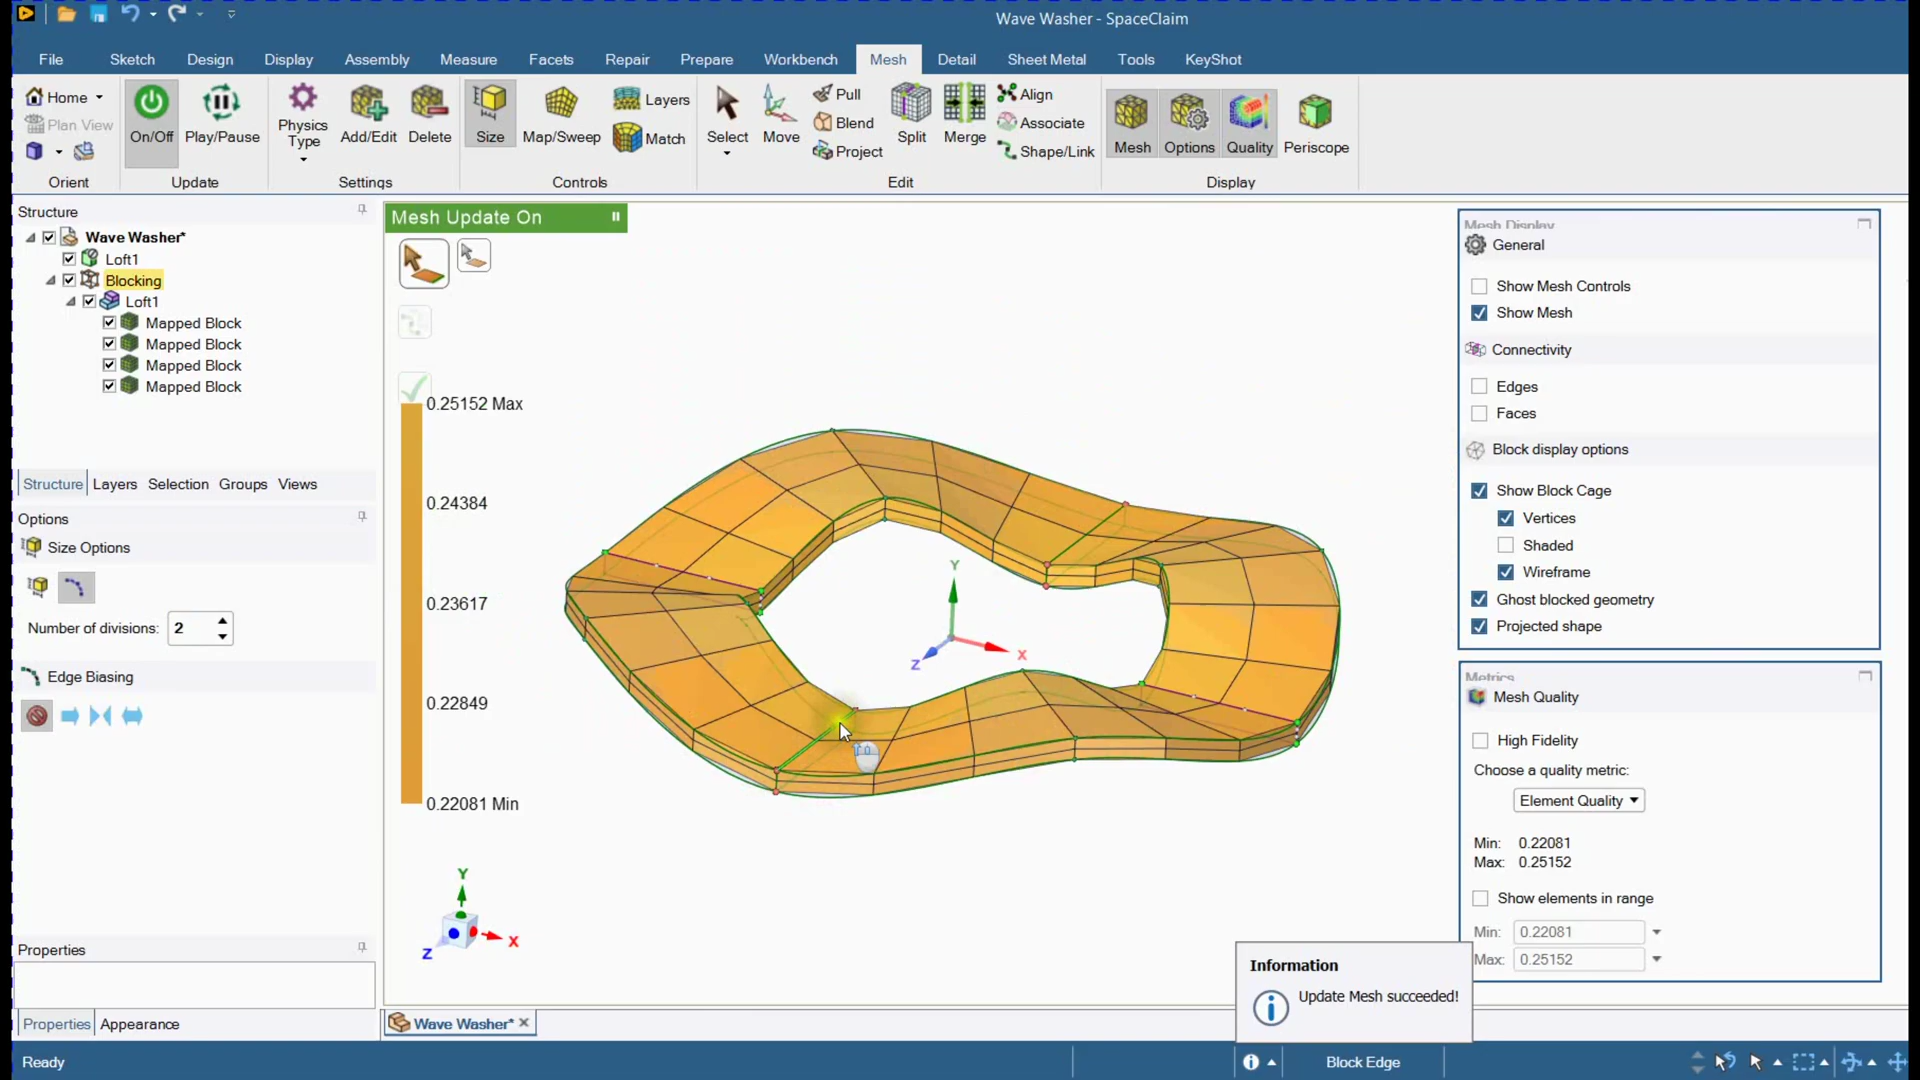 Wave Washer - SpaceClaim
File Sketch Design Display Assembly Measure Facets Repair Prepare Workbench Mesh Detail Sheet Metal Tools KeyShot
Home
Plan View
Orient
On/Off
Play/Pause
Update
Physics Type
Add/Edit
Delete
Settings
Size
Map/Sweep
Layers
Match
Controls
Select
Move
Pull
Blend
Project
Split
Merge
Align
Associate
Shape/Link
Edit
Mesh
Options
Quality
Periscope
Display
Structure
Wave Washer*
Loft1
Blocking
Loft1
Mapped Block
Mapped Block
Mapped Block
Mapped Block
Structure Layers Selection Groups Views
Options
Size Options
Number of divisions: 2
Edge Biasing
Properties
Properties Appearance
Mesh Update On
0.25152 Max
0.24384
0.23617
0.22849
0.22081 Min
Y
X
Z
Y
X
Z
Mesh Display
General
Show Mesh Controls
Show Mesh
Connectivity
Edges
Faces
Block display options
Show Block Cage
Vertices
Shaded
Wireframe
Ghost blocked geometry
Projected shape
Metrics
Mesh Quality
High Fidelity
Choose a quality metric:
Element Quality
Min: 0.22081
Max: 0.25152
Show elements in range
Min: 0.22081
Max: 0.25152
Information
Update Mesh succeeded!
Wave Washer*
Ready
Block Edge